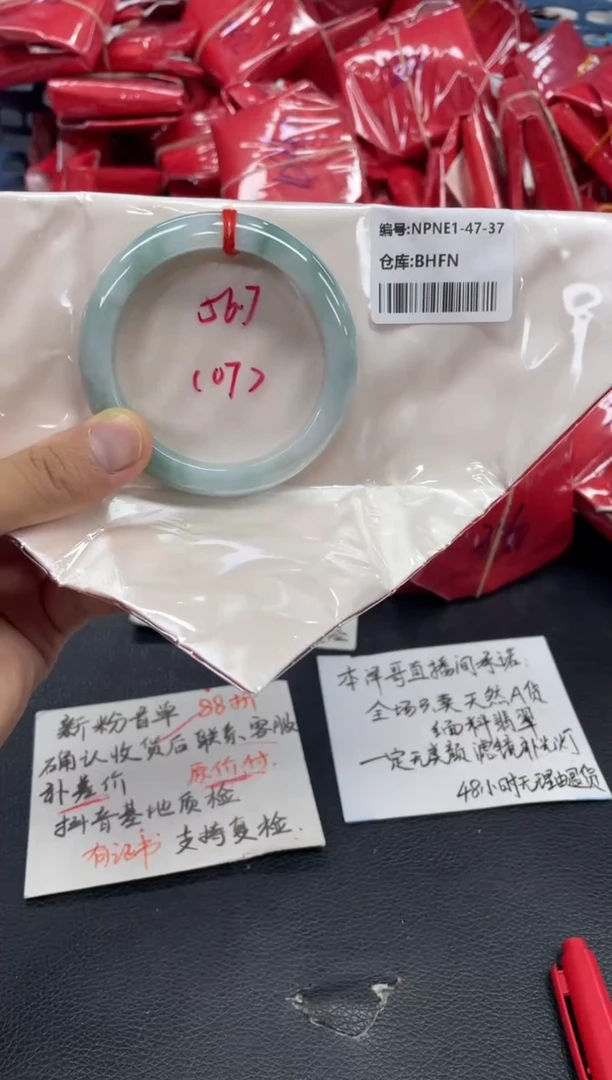 编号:NPNE1-47-37
仓库:BHFN
56.7
(07)
新粉首单 88折
确认收货后联系客服
补差价 原价付
抖音基地质检
有证书 支持复检.
本洋哥直播间承诺:
全场只卖天然A货
缅料翡翠
一定无美颜滤镜补光灯
48小时无理由退货